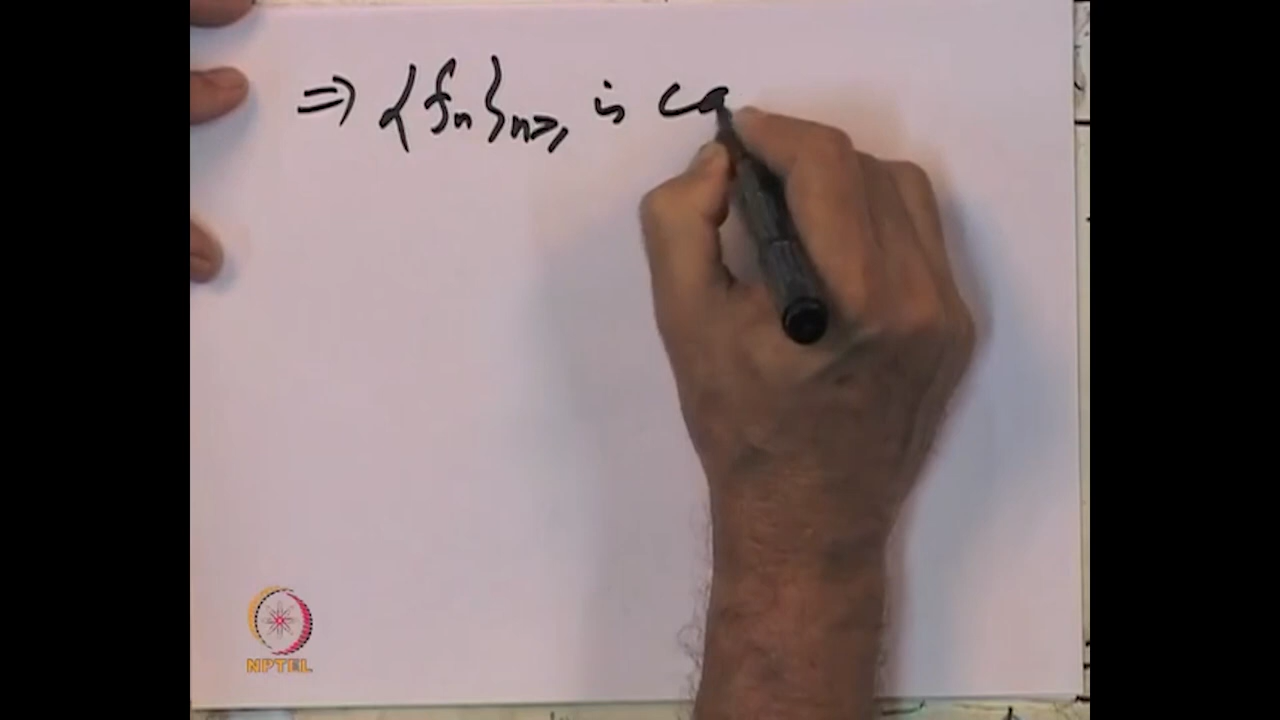 ⇒ {fn}n≥1 is ca
NPTEL